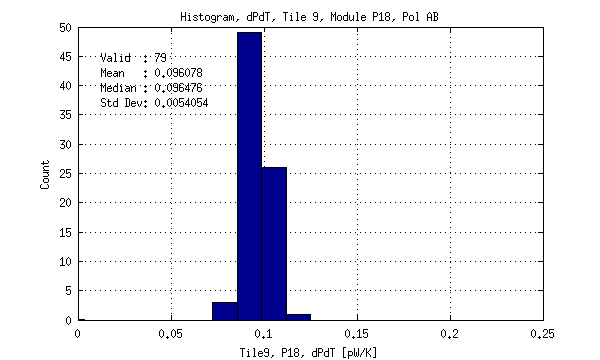 Histogram, dPdT, Tile 9, Module P18, Pol AB
50
45
40
35
30
25
20
15
10
5
0
Count
Valid : 79
Mean : 0.096078
Median : 0.096476
Std Dev: 0.0054054
0 0.05 0.1 0.15 0.2 0.25
Tile9, P18, dPdT [pW/K]